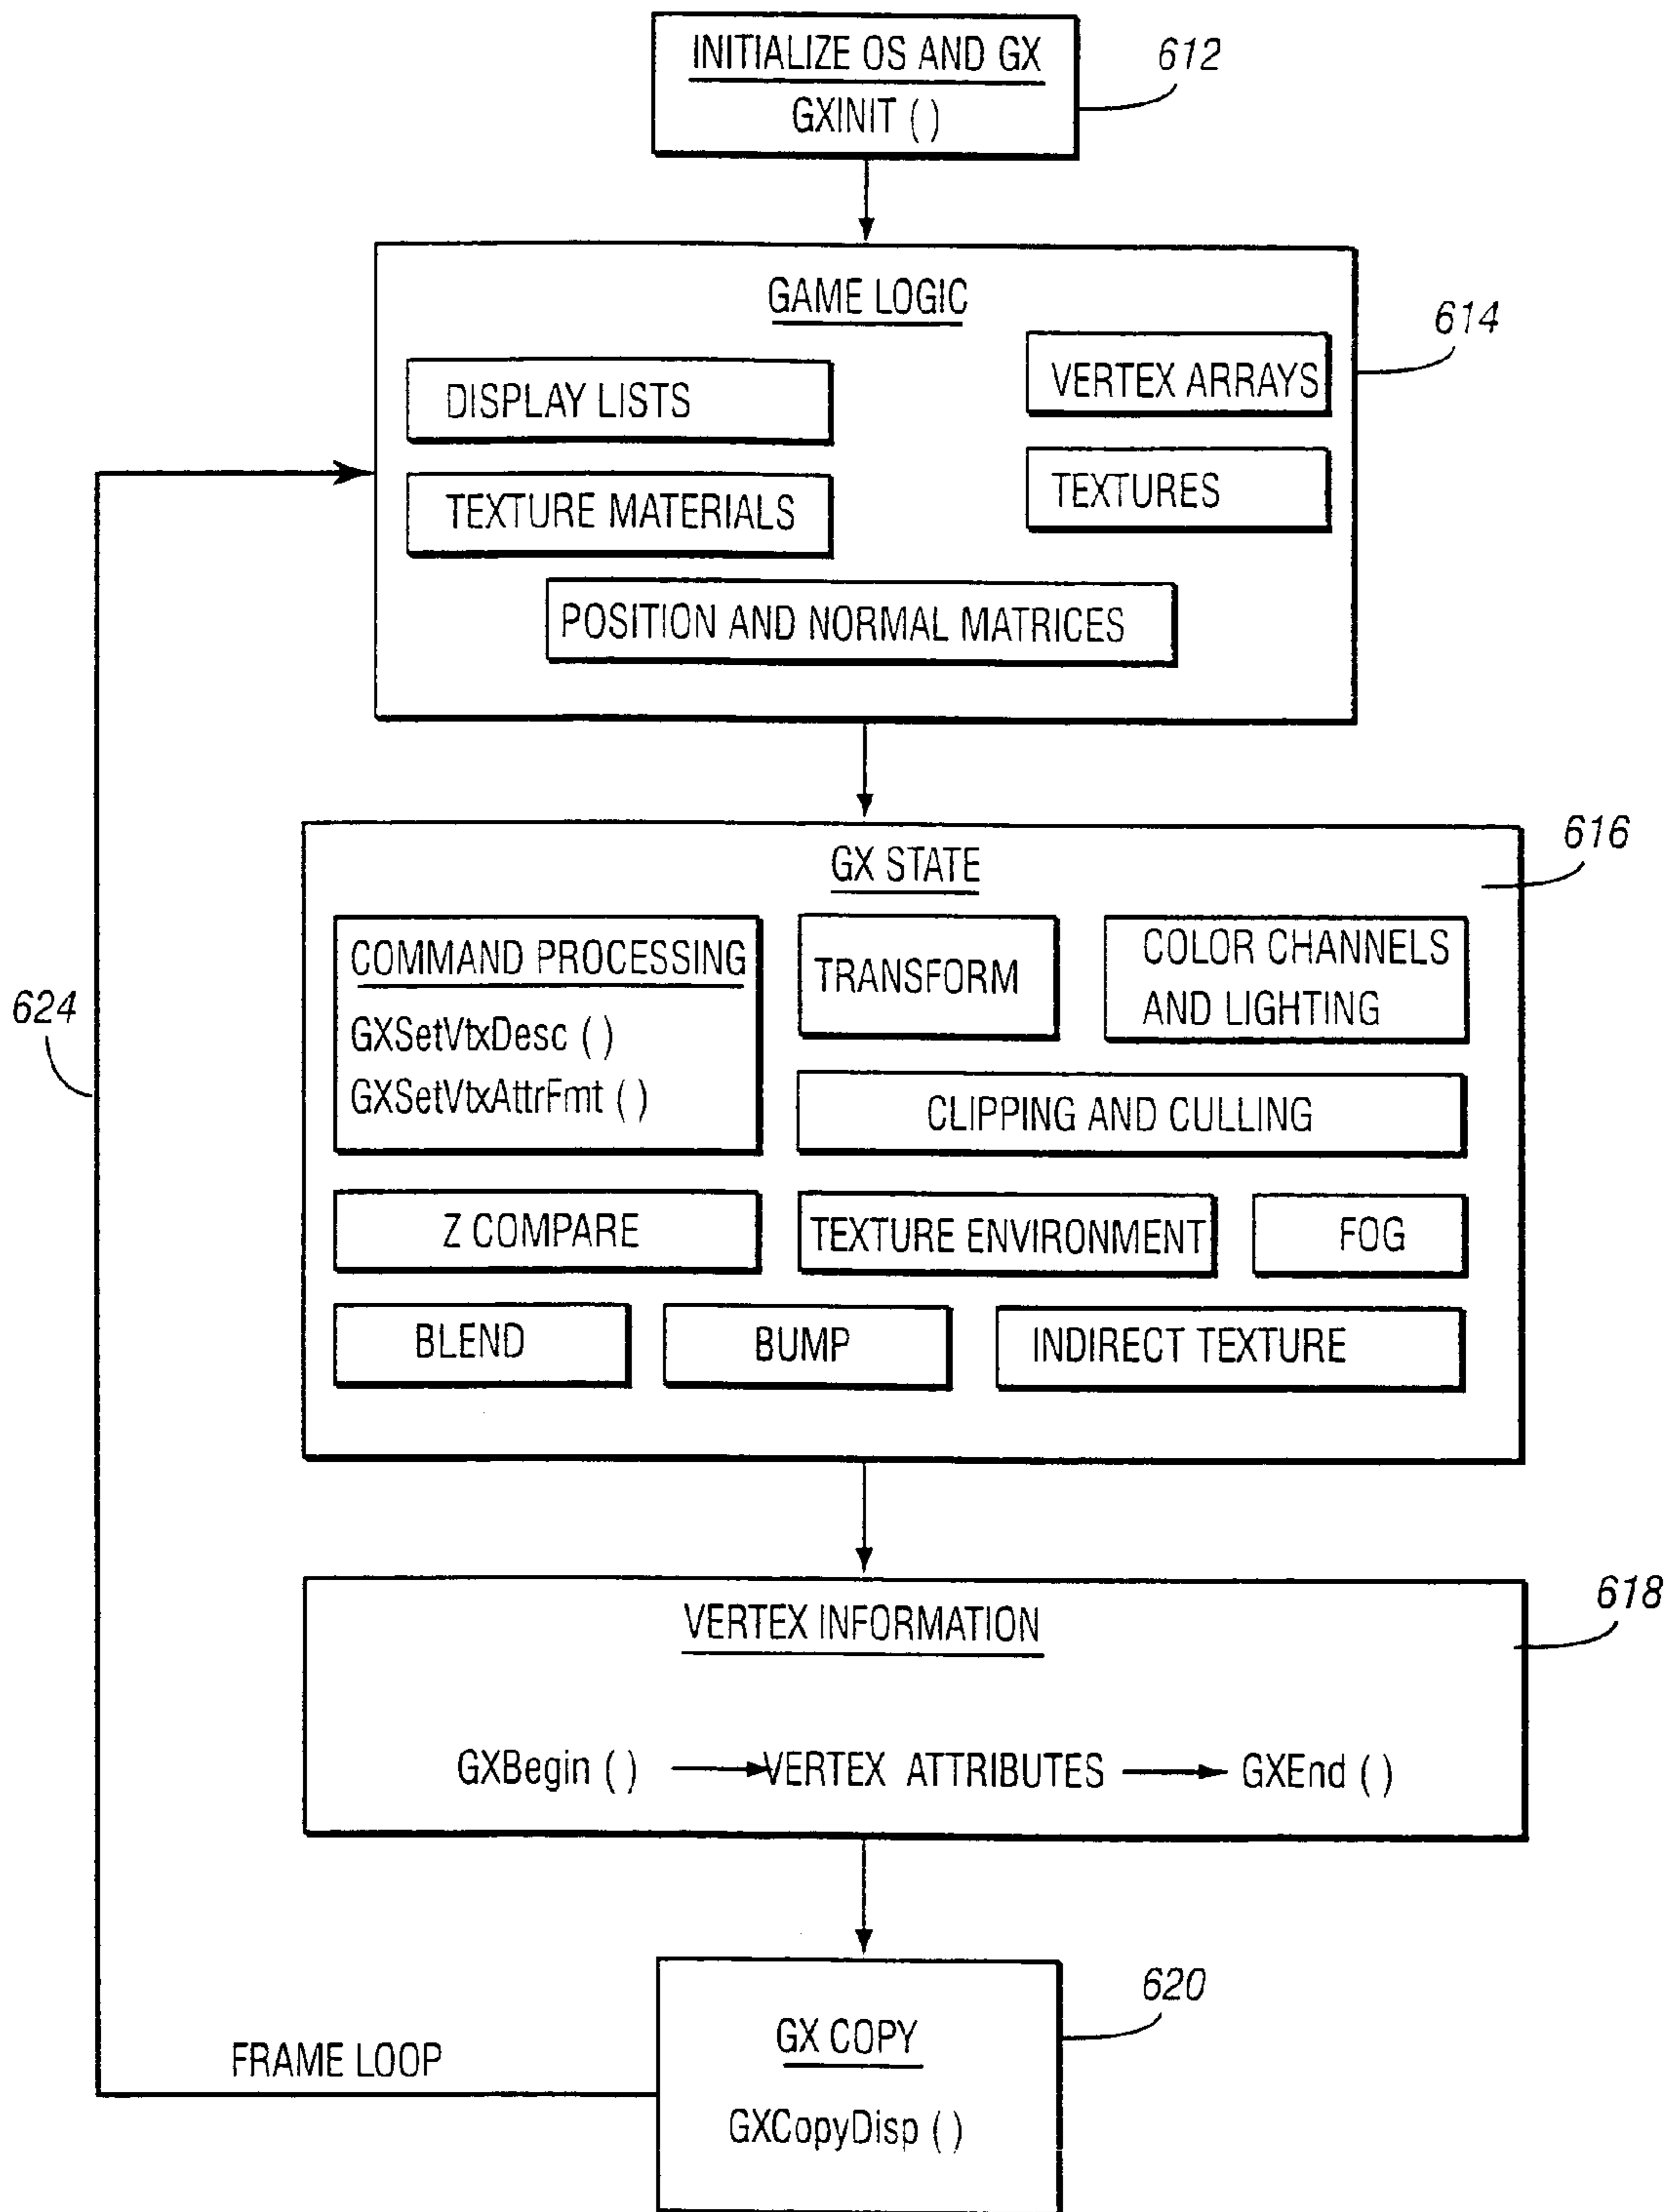 INITIALIZE OS AND GX
GXINIT ( )
612
GAME LOGIC
614
DISPLAY LISTS
VERTEX ARRAYS
TEXTURE MATERIALS
TEXTURES
POSITION AND NORMAL MATRICES
616
GX STATE
COMMAND PROCESSING
GXSetVtxDesc ( )
GXSetVtxAttrFmt ( )
TRANSFORM
COLOR CHANNELS
AND LIGHTING
CLIPPING AND CULLING
Z COMPARE
TEXTURE ENVIRONMENT
FOG
BLEND
BUMP
INDIRECT TEXTURE
624
618
VERTEX INFORMATION
GXBegin ( ) VERTEX ATTRIBUTES GXEnd ( )
620
GX COPY
GXCopyDisp ( )
FRAME LOOP